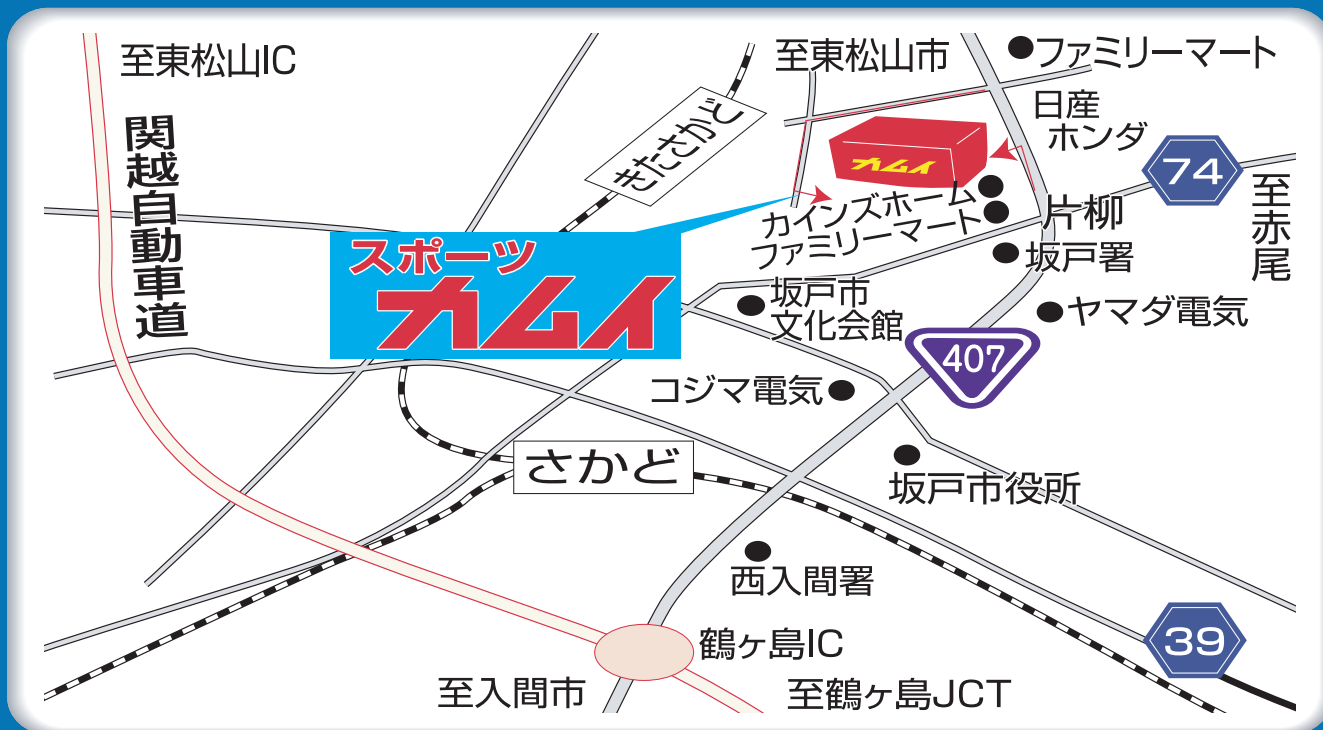 至東松山IC
至東松山市
ファミリーマート
日産
ホンダ
関越自動車道
きたさかど
カムイ
74
至赤尾
カインズホーム
ファミリーマート
片柳
坂戸署
スポーツ
カムイ
坂戸市
文化会館
ヤマダ電気
407
コジマ電気
さかど
坂戸市役所
西入間署
鶴ヶ島IC
39
至入間市
至鶴ヶ島JCT